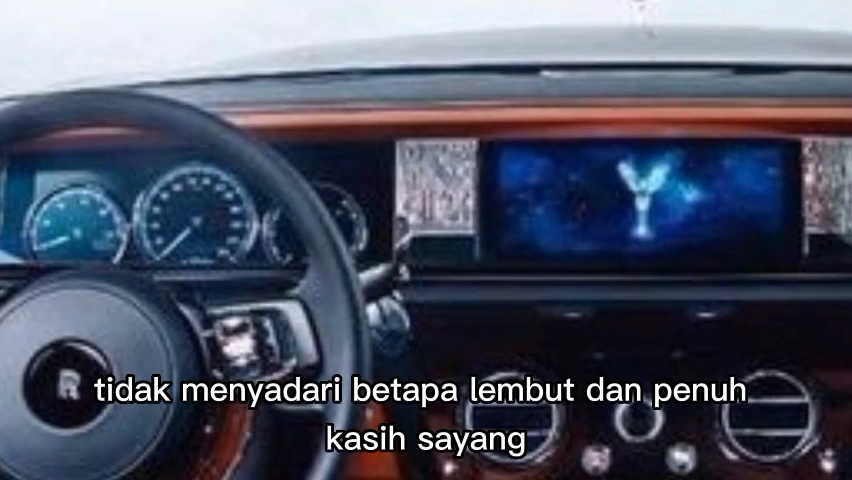 tidak menyadari betapa lembut dan penuh
kasih sayang